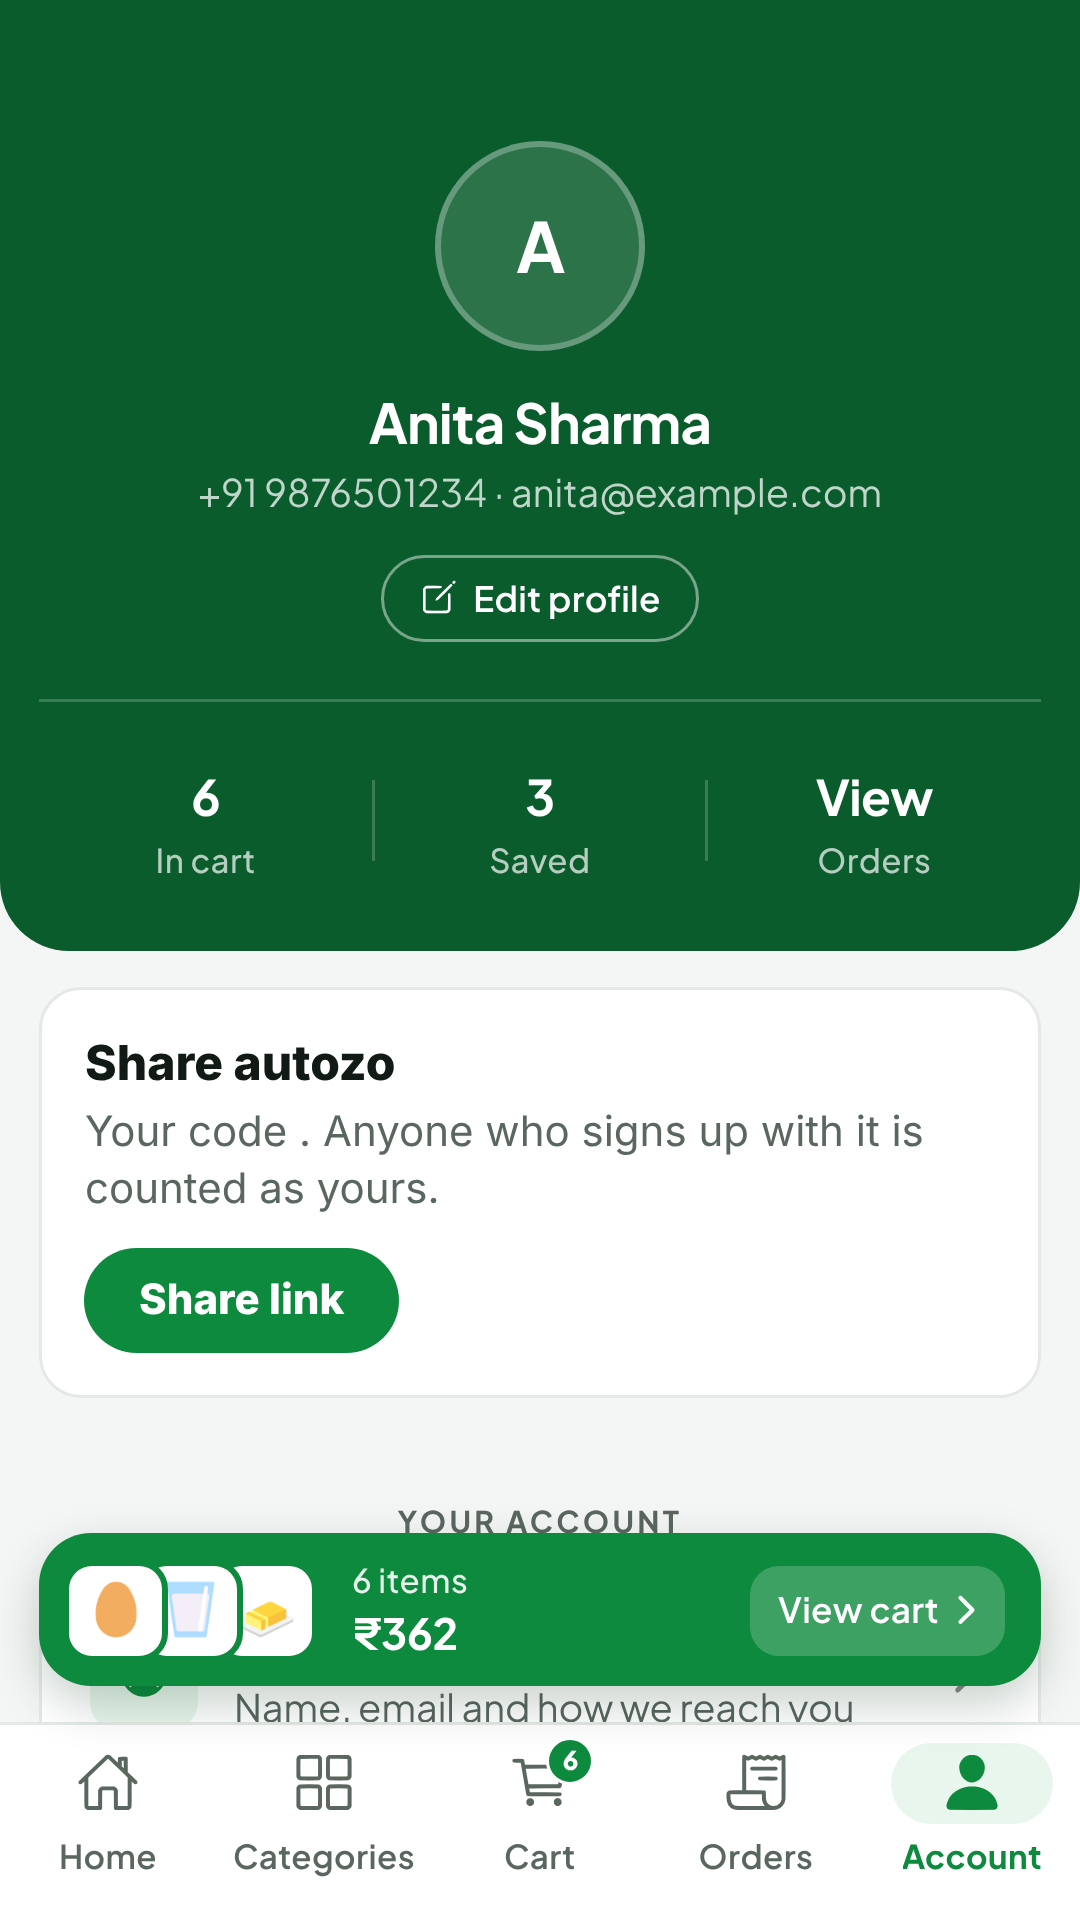 A
Anita Sharma
+91 9876501234 · anita@example.com
Edit profile
6
In cart
3
Saved
View
Orders
Share autozo
Your code . Anyone who signs up with it is
counted as yours.
Share link
YOUR ACCOUNT
6 items
₹362
View cart
Name, email and how we reach you
6
Home
Categories
Cart
Orders
Account